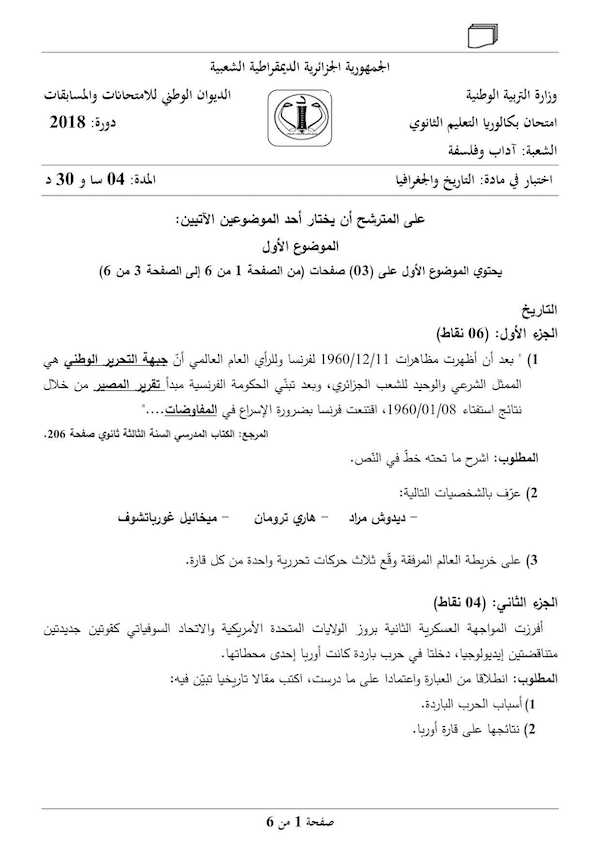 الجمهورية الجزائرية الديمقراطية الشعبية
وزارة التربية الوطنية
الديوان الوطني للامتحانات والمسابقات
امتحان بكالوريا التعليم الثانوي
دورة: 2018
الشعبة: آداب وفلسفة
اختبار في مادة: التاريخ والجغرافيا
المدة: 04 سا و 30 د
على المترشح أن يختار أحد الموضوعين الآتيين:
الموضوع الأول
يحتوي الموضوع الأول على (03) صفحات (من الصفحة 1 من 6 إلى الصفحة 3 من 6)
التاريخ
الجزء الأول: (06 نقاط)
1) " بعد أن أظهرت مظاهرات 1960/12/11 لفرنسا وللرأي العام العالمي أنّ جبهة التحرير الوطني هي
الممثل الشرعي والوحيد للشعب الجزائري، وبعد تبنّي الحكومة الفرنسية مبدأ تقرير المصير من خلال
نتائج استفتاء 1960/01/08، اقتنعت فرنسا بضرورة الإسراع في المفاوضات...."
المرجع: الكتاب المدرسي السنة الثالثة ثانوي صفحة 206.
المطلوب: اشرح ما تحته خطّ في النّص.
2) عرّف بالشخصيات التالية:
– ديدوش مراد – هاري ترومان – ميخائيل غورباتشوف
3) على خريطة العالم المرفقة وقّع ثلاث حركات تحررية واحدة من كل قارة.
الجزء الثاني: (04 نقاط)
أفرزت المواجهة العسكرية الثانية بروز الولايات المتحدة الأمريكية والاتحاد السوفياتي كقوتين جديدتين
متناقضتين إيديولوجيا، دخلتا في حرب باردة كانت أوربا إحدى محطاتها.
المطلوب: انطلاقا من العبارة واعتمادا على ما درست، اكتب مقالا تاريخيا تبيّن فيه:
1) أسباب الحرب الباردة.
2) نتائجها على قارة أوربا.
صفحة 1 من 6